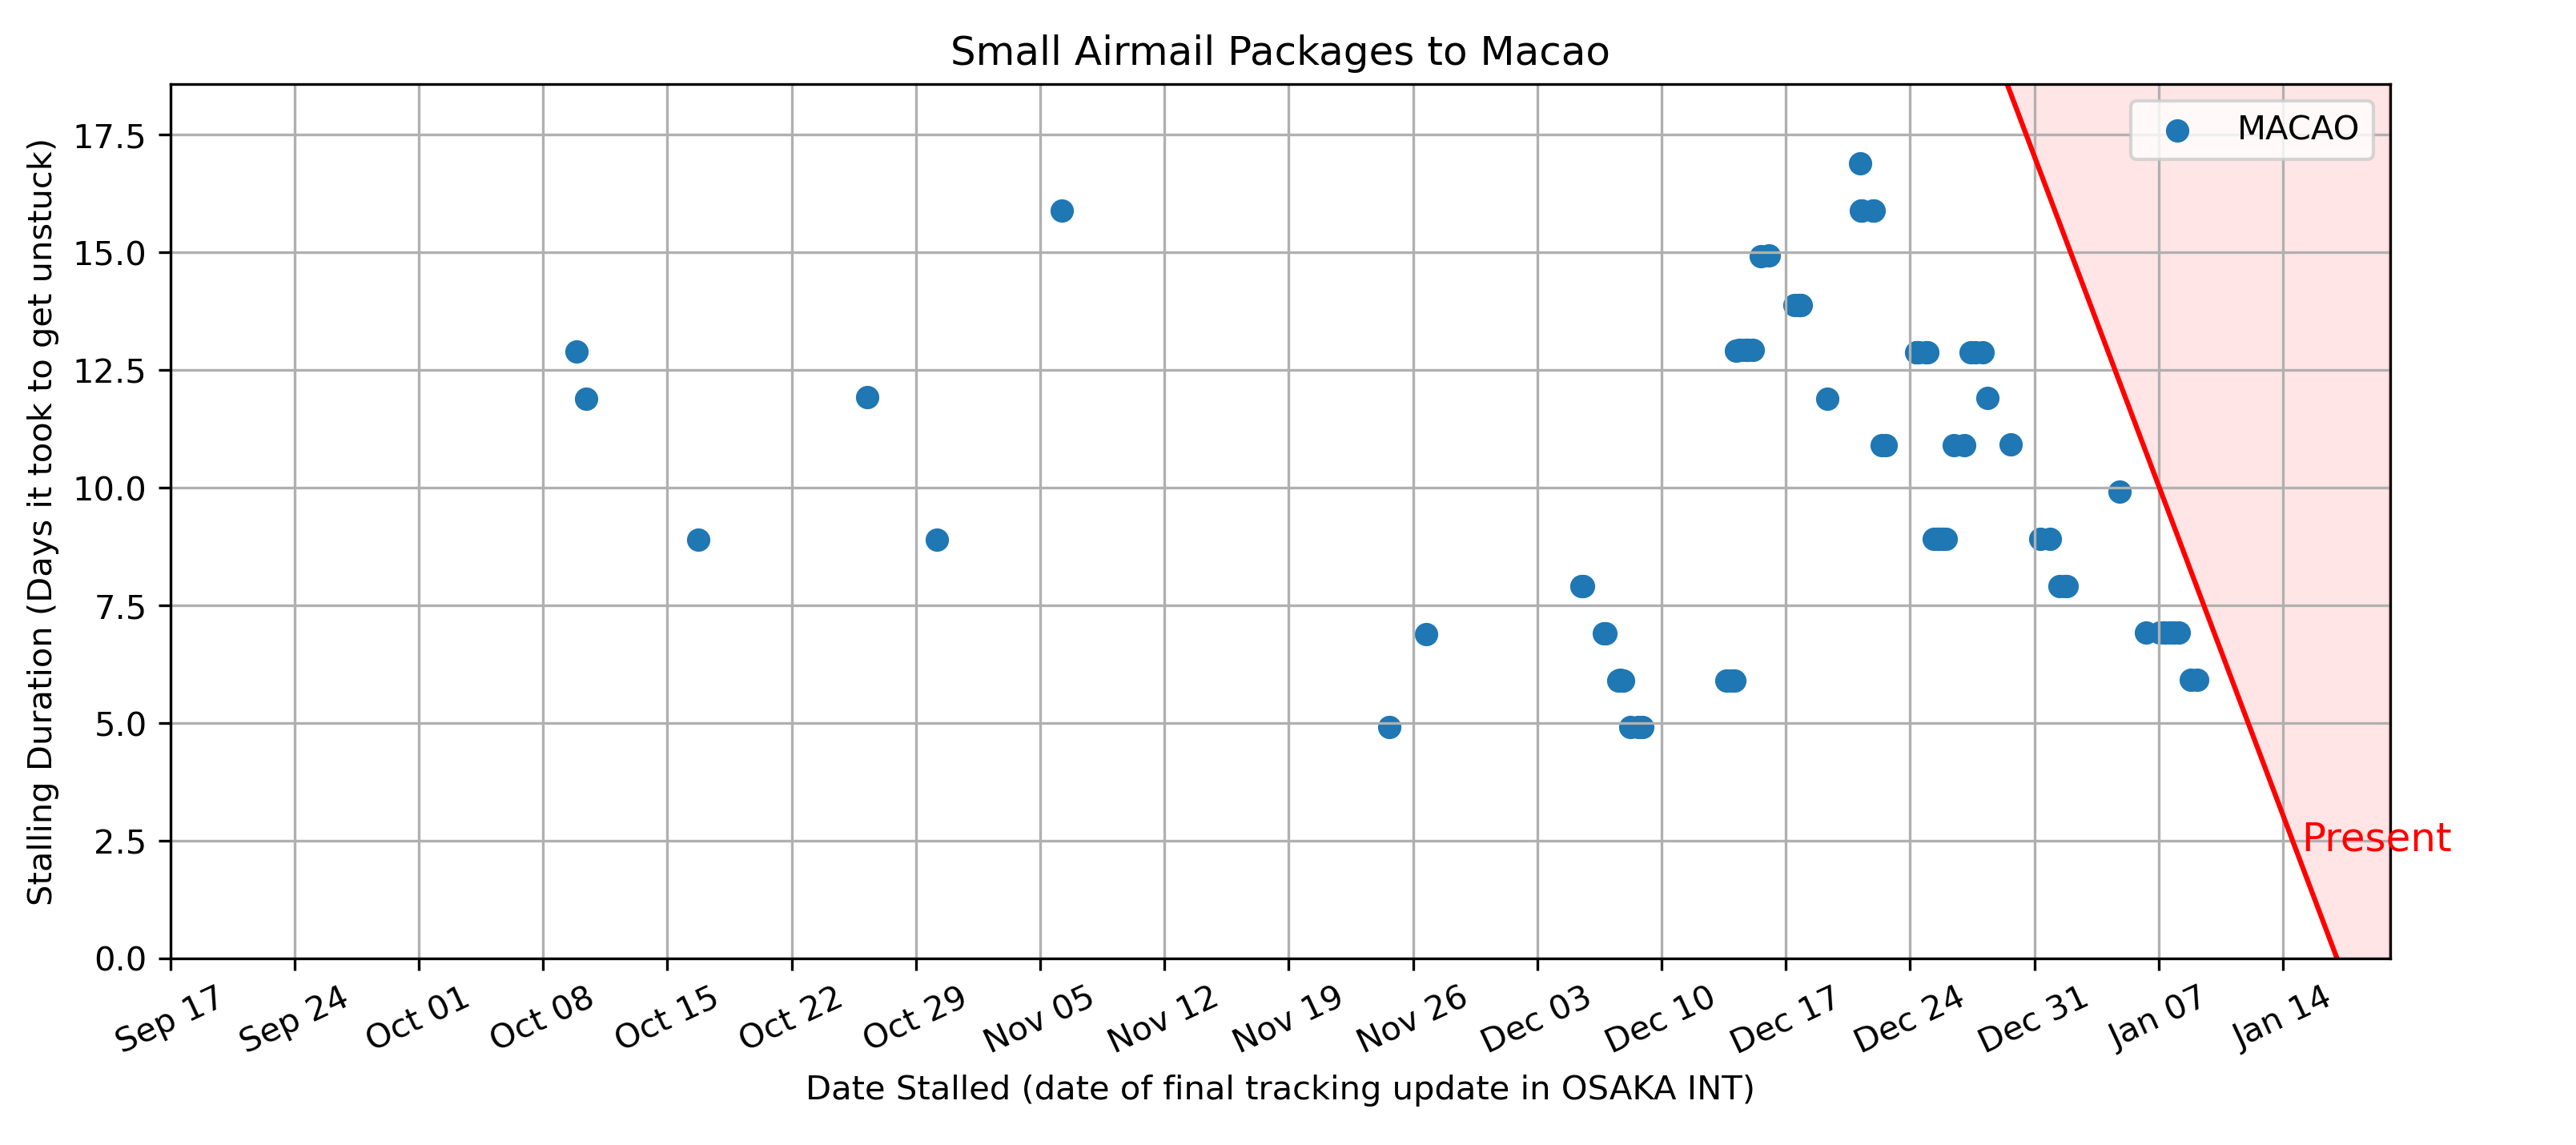 Small Airmail Packages to Macao
MACAO
Stalling Duration (Days it took to get unstuck)
17.5
15.0
12.5
10.0
7.5
5.0
2.5
0.0
Present
Sep 17
Sep 24
Oct 01
Oct 08
Oct 15
Oct 22
Oct 29
Nov 05
Nov 12
Nov 19
Nov 26
Dec 03
Dec 10
Dec 17
Dec 24
Dec 31
Jan 07
Jan 14
Date Stalled (date of final tracking update in OSAKA INT)